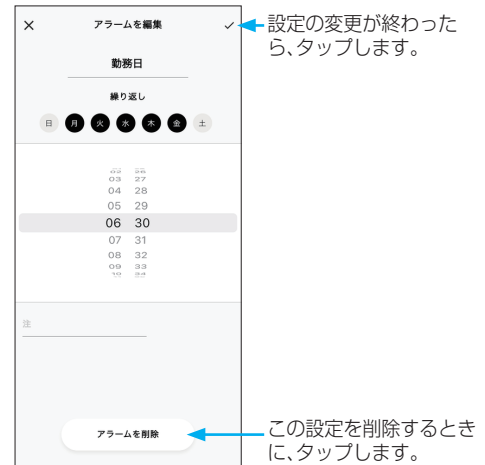 × アラームを編集 ✓
設定の変更が終わった
ら、タップします。
勤務日
繰り返し
日 月 火 水 木 金 土
02 26
03 27
04 28
05 29
06 30
07 31
08 32
09 33
10 34
注
アラームを削除
この設定を削除するとき
に、タップします。